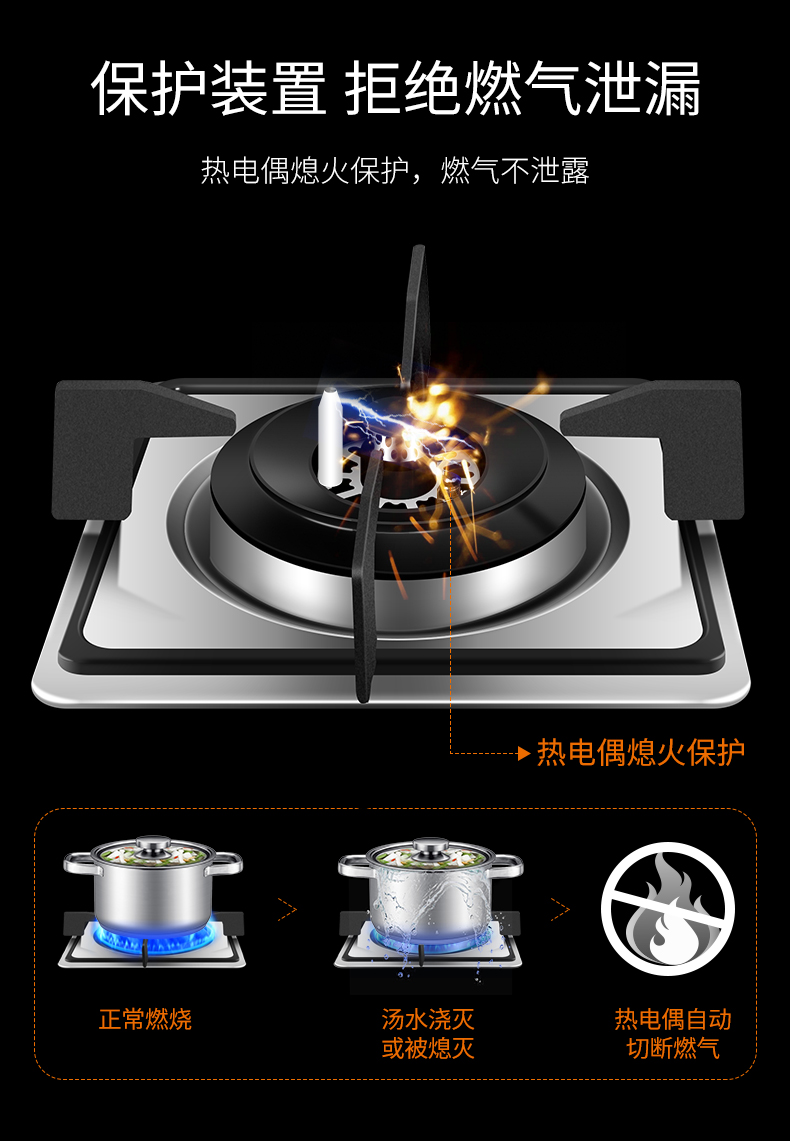 保护装置 拒绝燃气泄漏
热电偶熄火保护，燃气不泄露
热电偶熄火保护
正常燃烧
汤水浇灭
或被熄灭
热电偶自动
切断燃气